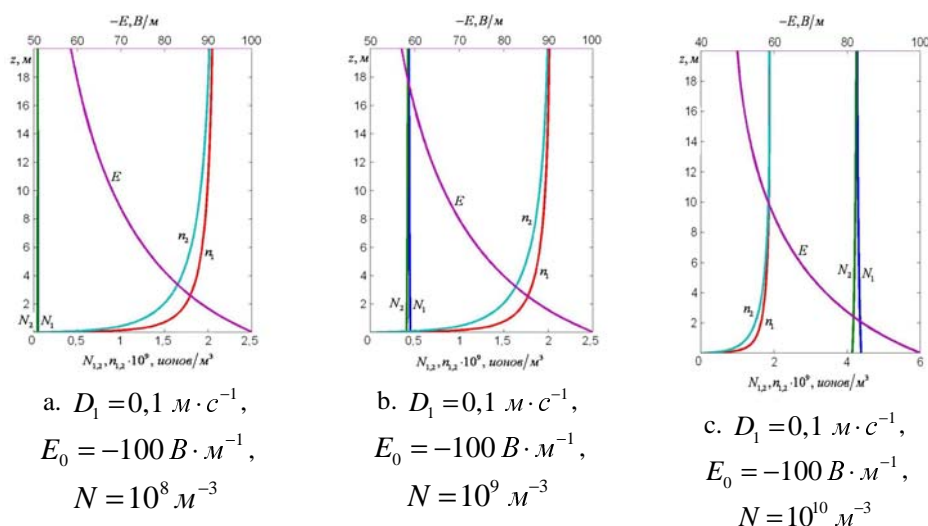 −E, В/м
50 60 70 80 90 100
z, м
18
16
14
12
10
8
6
4
2
E
n₂
n₁
N₂ N₁
0 0,5 1 1,5 2 2,5
N₁,₂, n₁,₂ · 10⁹, ионов/м³
a. D₁ = 0,1 м · с⁻¹,
E₀ = −100 В · м⁻¹,
N = 10⁸ м⁻³
−E, В/м
50 60 70 80 90 100
z, м
18
16
14
12
10
8
6
4
2
E
n₂
n₁
N₂ N₁
0 0,5 1 1,5 2 2,5
N₁,₂, n₁,₂ · 10⁹, ионов/м³
b. D₁ = 0,1 м · с⁻¹,
E₀ = −100 В · м⁻¹,
N = 10⁹ м⁻³
−E, В/м
40 60 80 100
z, м
18
16
14
12
10
8
6
4
2
E
N₂ N₁
n₂
n₁
0 2 4 6
N₁,₂, n₁,₂ · 10⁹, ионов/м³
c. D₁ = 0,1 м · с⁻¹,
E₀ = −100 В · м⁻¹,
N = 10¹⁰ м⁻³